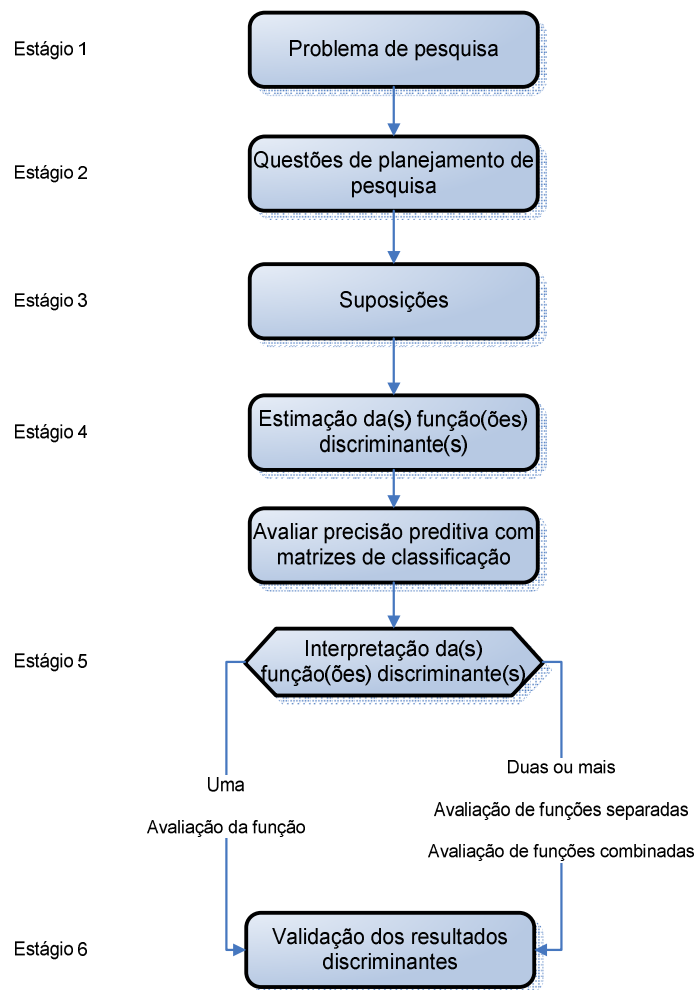 Estágio 1
Problema de pesquisa
Estágio 2
Questões de planejamento de
pesquisa
Estágio 3
Suposições
Estágio 4
Estimação da(s) função(ões)
discriminante(s)
Avaliar precisão preditiva com
matrizes de classificação
Estágio 5
Interpretação da(s)
função(ões) discriminante(s)
Uma
Avaliação da função
Duas ou mais
Avaliação de funções separadas
Avaliação de funções combinadas
Estágio 6
Validação dos resultados
discriminantes